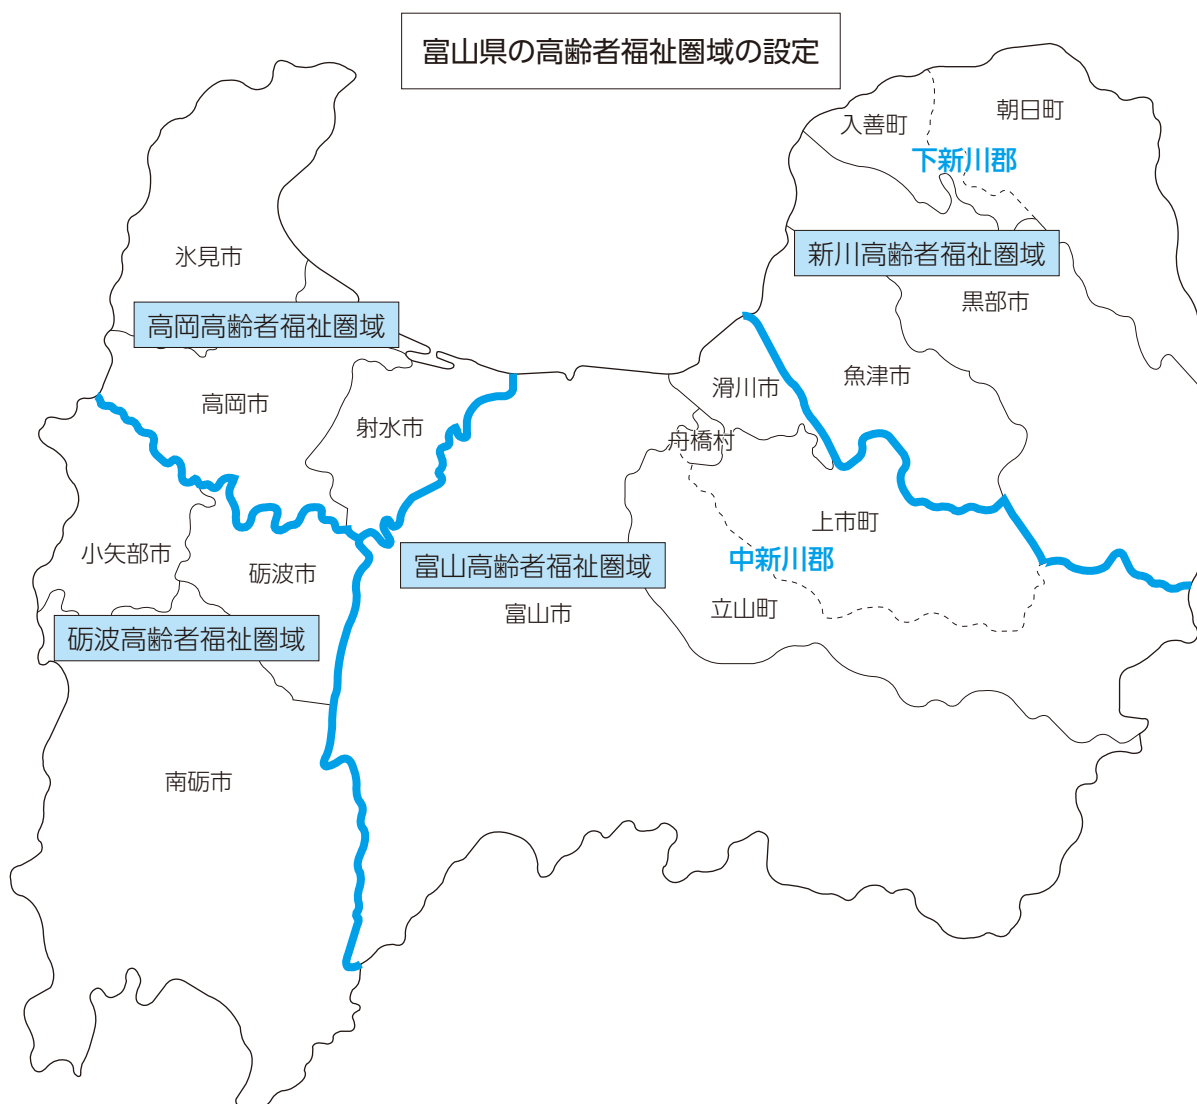 富山県の高齢者福祉圏域の設定
朝日町
入善町
下新川郡
氷見市
新川高齢者福祉圏域
黒部市
高岡高齢者福祉圏域
魚津市
滑川市
高岡市
射水市
舟橋村
上市町
小矢部市
砺波市
富山高齢者福祉圏域
中新川郡
富山市
立山町
砺波高齢者福祉圏域
南砺市